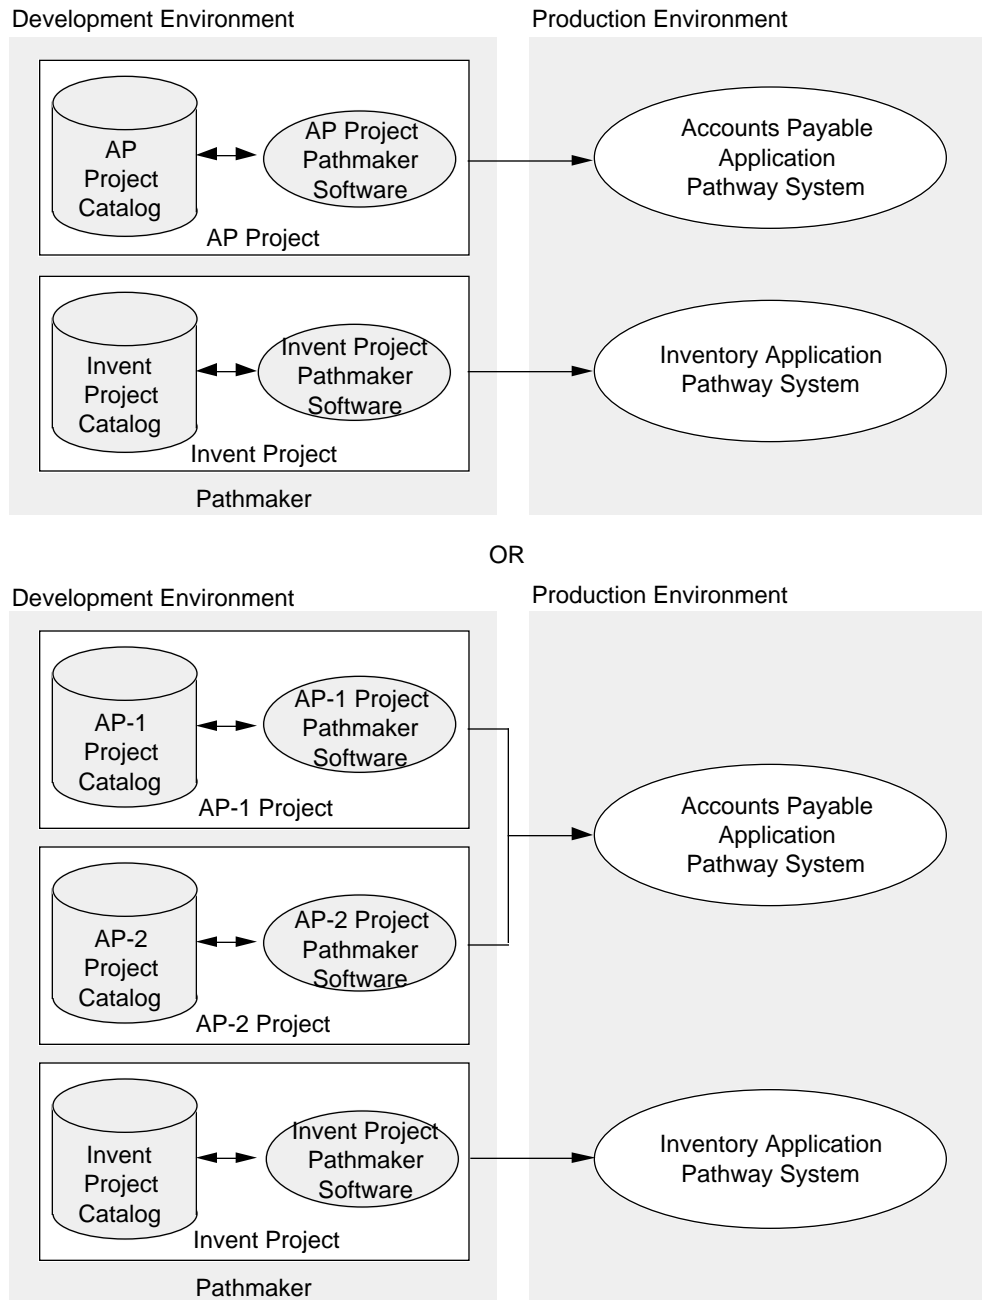 Development Environment
Production Environment
AP
Project
Catalog
AP Project
Pathmaker
Software
AP Project
Accounts Payable
Application
Pathway System
Invent
Project
Catalog
Invent Project
Pathmaker
Software
Invent Project
Inventory Application
Pathway System
Pathmaker
OR
Development Environment
Production Environment
AP-1
Project
Catalog
AP-1 Project
Pathmaker
Software
AP-1 Project
Accounts Payable
Application
Pathway System
AP-2
Project
Catalog
AP-2 Project
Pathmaker
Software
AP-2 Project
Invent
Project
Catalog
Invent Project
Pathmaker
Software
Invent Project
Inventory Application
Pathway System
Pathmaker